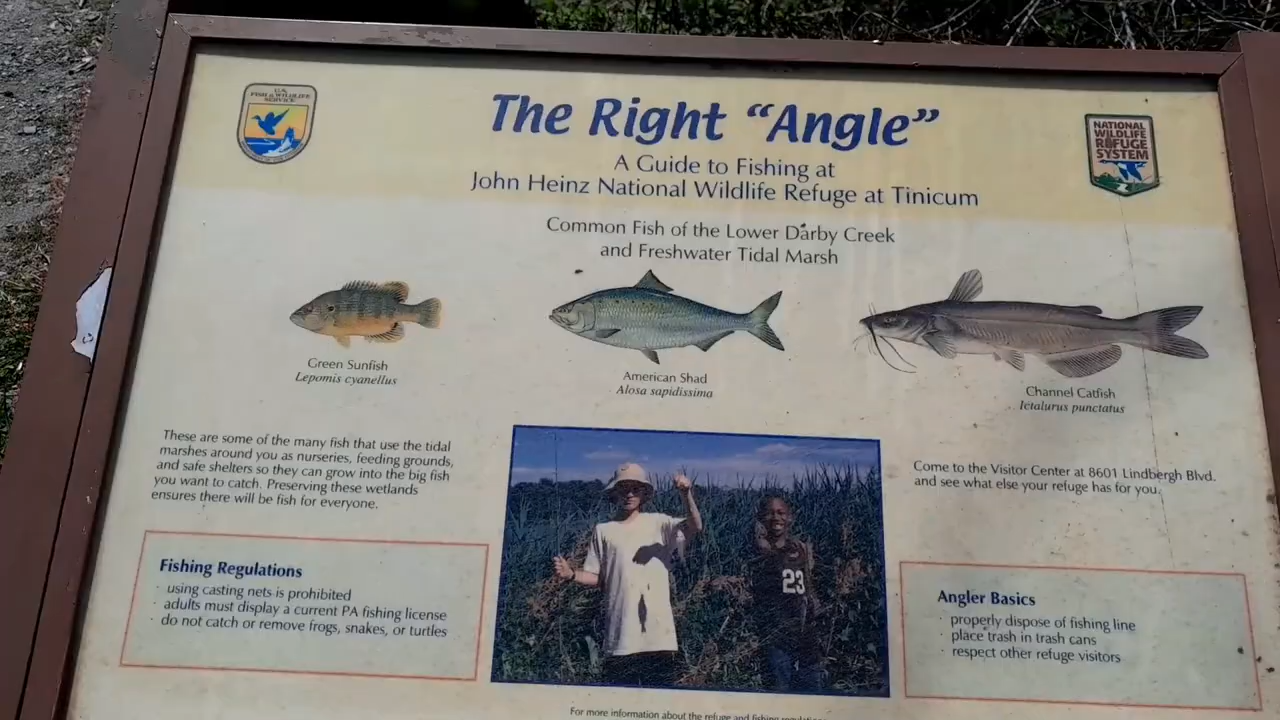 U.S.
FISH & WILDLIFE
SERVICE
The Right “Angle”
NATIONAL
WILDLIFE
REFUGE
SYSTEM
A Guide to Fishing at
John Heinz National Wildlife Refuge at Tinicum
Common Fish of the Lower Darby Creek
and Freshwater Tidal Marsh
Green Sunfish
Lepomis cyanellus
American Shad
Alosa sapidissima
Channel Catfish
Ictalurus punctatus
These are some of the many fish that use the tidal
marshes around you as nurseries, feeding grounds,
and safe shelters so they can grow into the big fish
you want to catch. Preserving these wetlands
ensures there will be fish for everyone.
Come to the Visitor Center at 8601 Lindbergh Blvd.
and see what else your refuge has for you.
23
Fishing Regulations
· using casting nets is prohibited
· adults must display a current PA fishing license
· do not catch or remove frogs, snakes, or turtles
Angler Basics
· properly dispose of fishing line
· place trash in trash cans
· respect other refuge visitors
For more information about the refuge and fishing